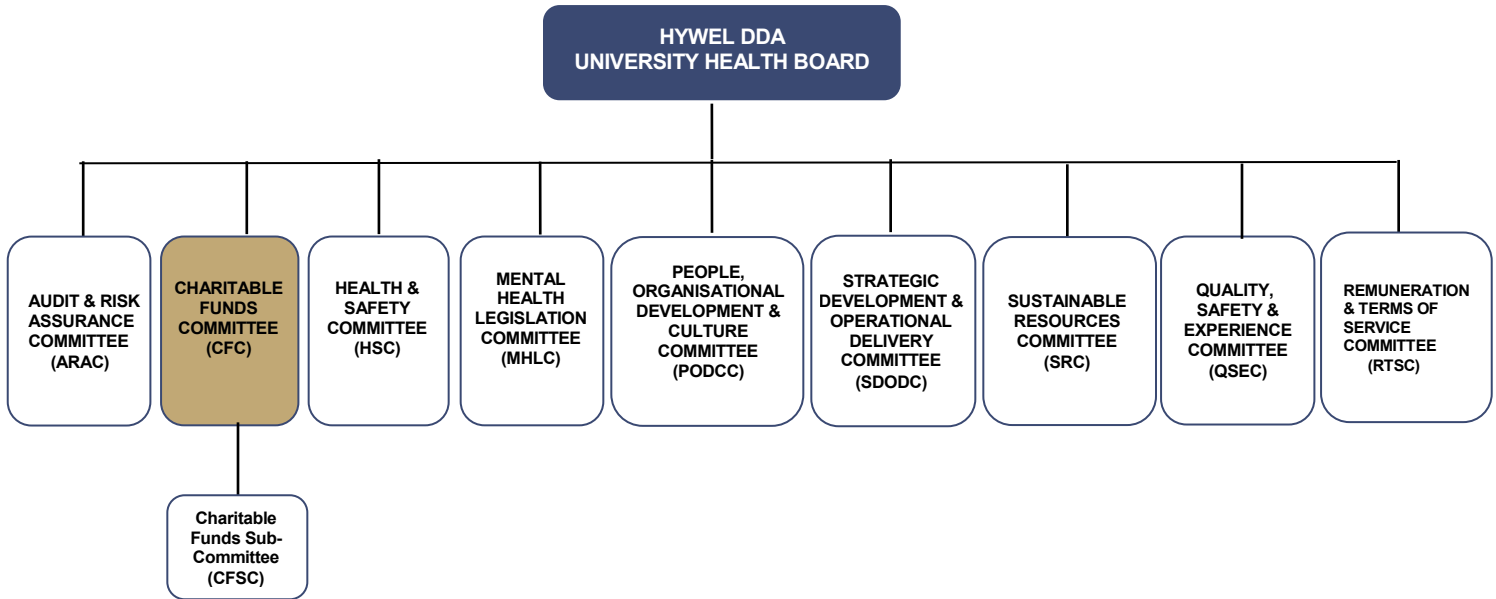 HYWEL DDA
UNIVERSITY HEALTH BOARD
AUDIT & RISK
ASSURANCE
COMMITTEE
(ARAC)
CHARITABLE
FUNDS
COMMITTEE
(CFC)
HEALTH &
SAFETY
COMMITTEE
(HSC)
MENTAL
HEALTH
LEGISLATION
COMMITTEE
(MHLC)
PEOPLE,
ORGANISATIONAL
DEVELOPMENT &
CULTURE
COMMITTEE
(PODCC)
STRATEGIC
DEVELOPMENT &
OPERATIONAL
DELIVERY
COMMITTEE
(SDODC)
SUSTAINABLE
RESOURCES
COMMITTEE
(SRC)
QUALITY,
SAFETY &
EXPERIENCE
COMMITTEE
(QSEC)
REMUNERATION
& TERMS OF
SERVICE
COMMITTEE
(RTSC)
Charitable
Funds Sub-
Committee
(CFSC)